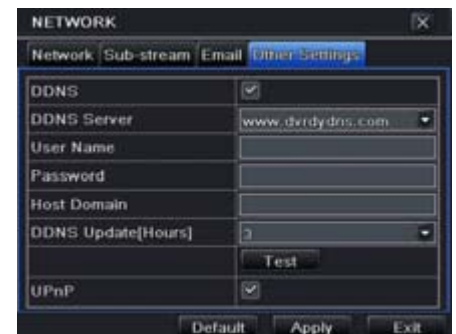 NETWORK
Network Sub-stream Email Other Settings
DDNS
DDNS Server www.dvrdydns.com
User Name
Password
Host Domain
DDNS Update[Hours] 3
Test
UPnP
Default Apply Exit